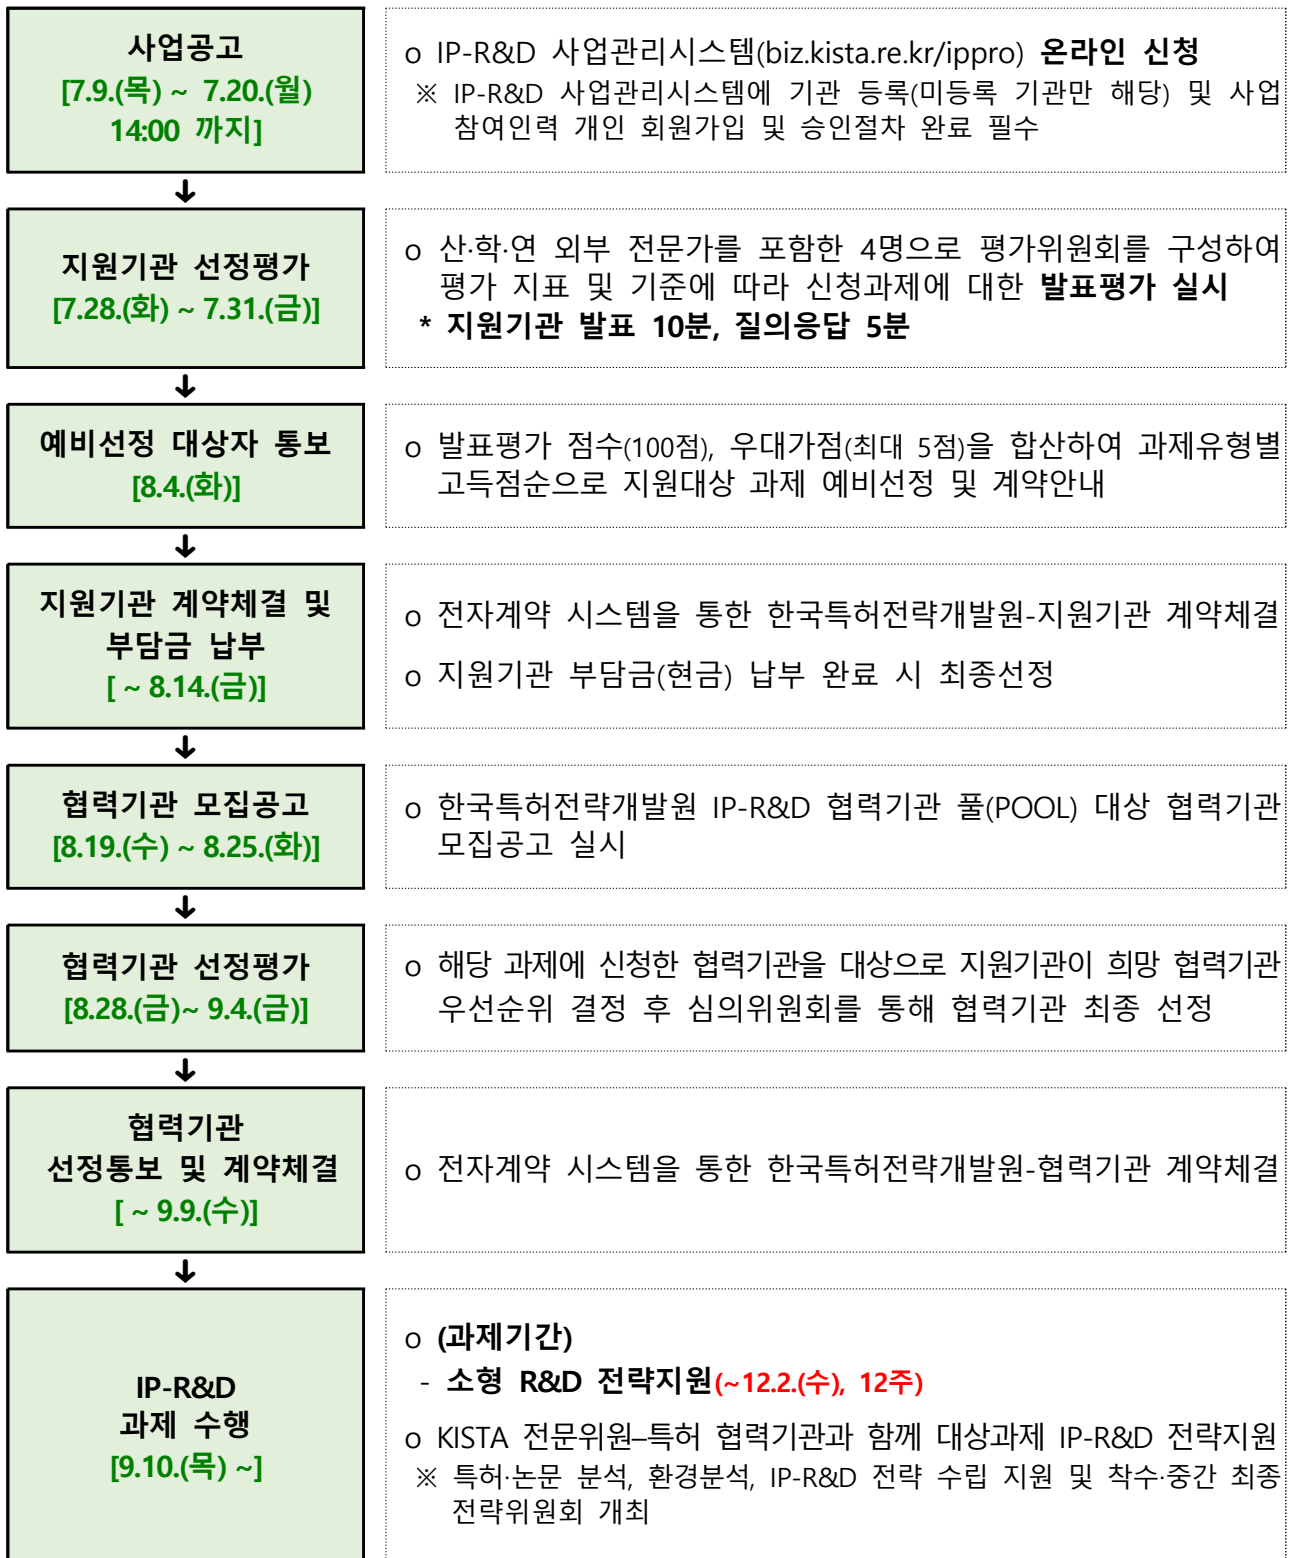 사업공고
[7.9.(목) ~ 7.20.(월)
14:00 까지]
o IP-R&D 사업관리시스템(biz.kista.re.kr/ippro) 온라인 신청
※ IP-R&D 사업관리시스템에 기관 등록(미등록 기관만 해당) 및 사업
참여인력 개인 회원가입 및 승인절차 완료 필수
↓
지원기관 선정평가
[7.28.(화) ~ 7.31.(금)]
o 산·학·연 외부 전문가를 포함한 4명으로 평가위원회를 구성하여
평가 지표 및 기준에 따라 신청과제에 대한 발표평가 실시
* 지원기관 발표 10분, 질의응답 5분
↓
예비선정 대상자 통보
[8.4.(화)]
o 발표평가 점수(100점), 우대가점(최대 5점)을 합산하여 과제유형별
고득점순으로 지원대상 과제 예비선정 및 계약안내
↓
지원기관 계약체결 및
부담금 납부
[ ~ 8.14.(금)]
o 전자계약 시스템을 통한 한국특허전략개발원-지원기관 계약체결
o 지원기관 부담금(현금) 납부 완료 시 최종선정
↓
협력기관 모집공고
[8.19.(수) ~ 8.25.(화)]
o 한국특허전략개발원 IP-R&D 협력기관 풀(POOL) 대상 협력기관
모집공고 실시
↓
협력기관 선정평가
[8.28.(금)~ 9.4.(금)]
o 해당 과제에 신청한 협력기관을 대상으로 지원기관이 희망 협력기관
우선순위 결정 후 심의위원회를 통해 협력기관 최종 선정
↓
협력기관
선정통보 및 계약체결
[ ~ 9.9.(수)]
o 전자계약 시스템을 통한 한국특허전략개발원-협력기관 계약체결
↓
IP-R&D
과제 수행
[9.10.(목) ~]
o (과제기간)
- 소형 R&D 전략지원(~12.2.(수), 12주)
o KISTA 전문위원–특허 협력기관과 함께 대상과제 IP-R&D 전략지원
※ 특허·논문 분석, 환경분석, IP-R&D 전략 수립 지원 및 착수·중간 최종
전략위원회 개최